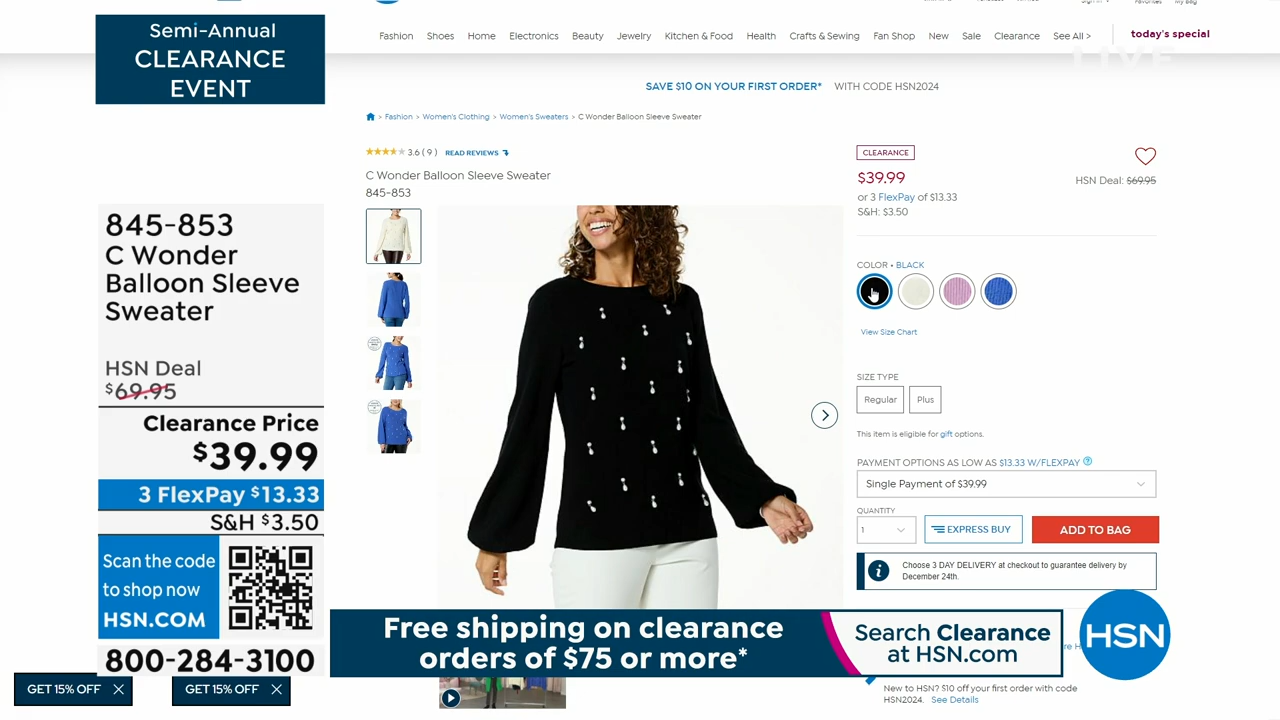 Semi-Annual
CLEARANCE
EVENT
Fashion Shoes Home Electronics Beauty Jewelry Kitchen & Food Health Crafts & Sewing Fan Shop New Sale Clearance See All > today's special
LIVE
SAVE $10 ON YOUR FIRST ORDER* WITH CODE HSN2024
> Fashion > Women's Clothing > Women's Sweaters > C Wonder Balloon Sleeve Sweater
3.6 ( 9 ) READ REVIEWS
C Wonder Balloon Sleeve Sweater
845-853
CLEARANCE
$39.99
HSN Deal: $69.95
or 3 FlexPay of $13.33
S&H: $3.50
COLOR • BLACK
View Size Chart
SIZE TYPE
Regular Plus
This item is eligible for gift options.
PAYMENT OPTIONS AS LOW AS $13.33 W/FLEXPAY
Single Payment of $39.99
QUANTITY
1
EXPRESS BUY
ADD TO BAG
Choose 3 DAY DELIVERY at checkout to guarantee delivery by
December 24th.
845-853
C Wonder
Balloon Sleeve
Sweater
HSN Deal
$69.95
Clearance Price
$39.99
3 FlexPay $13.33
S&H $3.50
Scan the code
to shop now
HSN.COM
800-284-3100
Free shipping on clearance
orders of $75 or more*
Search Clearance
at HSN.com
HSN
GET 15% OFF
GET 15% OFF
New to HSN? $10 off your first order with code
HSN2024. See Details